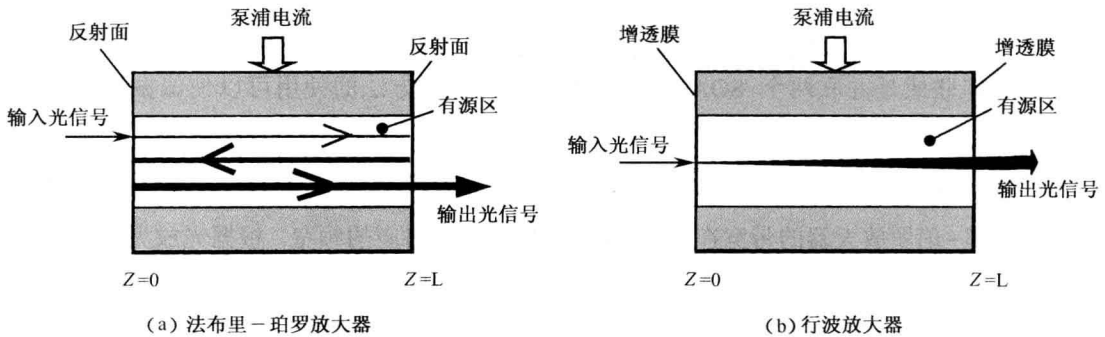 泵浦电流
反射面
反射面
有源区
输入光信号
输出光信号
Z=0
Z=L
(a) 法布里-珀罗放大器
泵浦电流
增透膜
增透膜
有源区
输入光信号
输出光信号
Z=0
Z=L
(b) 行波放大器